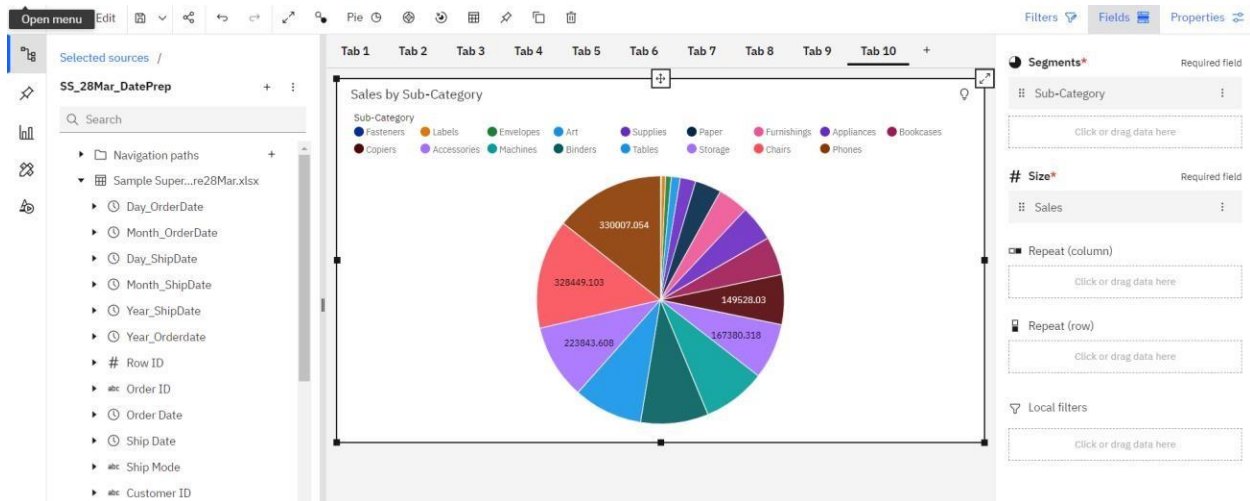 Open menu Edit Pie Filters Fields Properties
Selected sources /
SS_28Mar_DatePrep
Search
Navigation paths
Sample Super...re28Mar.xlsx
Day_OrderDate
Month_OrderDate
Day_ShipDate
Month_ShipDate
Year_ShipDate
Year_Orderdate
# Row ID
abc Order ID
Order Date
Ship Date
abc Ship Mode
abc Customer ID
Tab 1 Tab 2 Tab 3 Tab 4 Tab 5 Tab 6 Tab 7 Tab 8 Tab 9 Tab 10 +
Sales by Sub-Category
Sub-Category
Fasteners Labels Envelopes Art Supplies Paper Furnishings Appliances Bookcases
Copiers Accessories Machines Binders Tables Storage Chairs Phones
330007.054
328449.103
149528.03
223843.608
167380.318
Segments* Required field
Sub-Category
Click or drag data here
# Size* Required field
Sales
Repeat (column)
Click or drag data here
Repeat (row)
Click or drag data here
Local filters
Click or drag data here